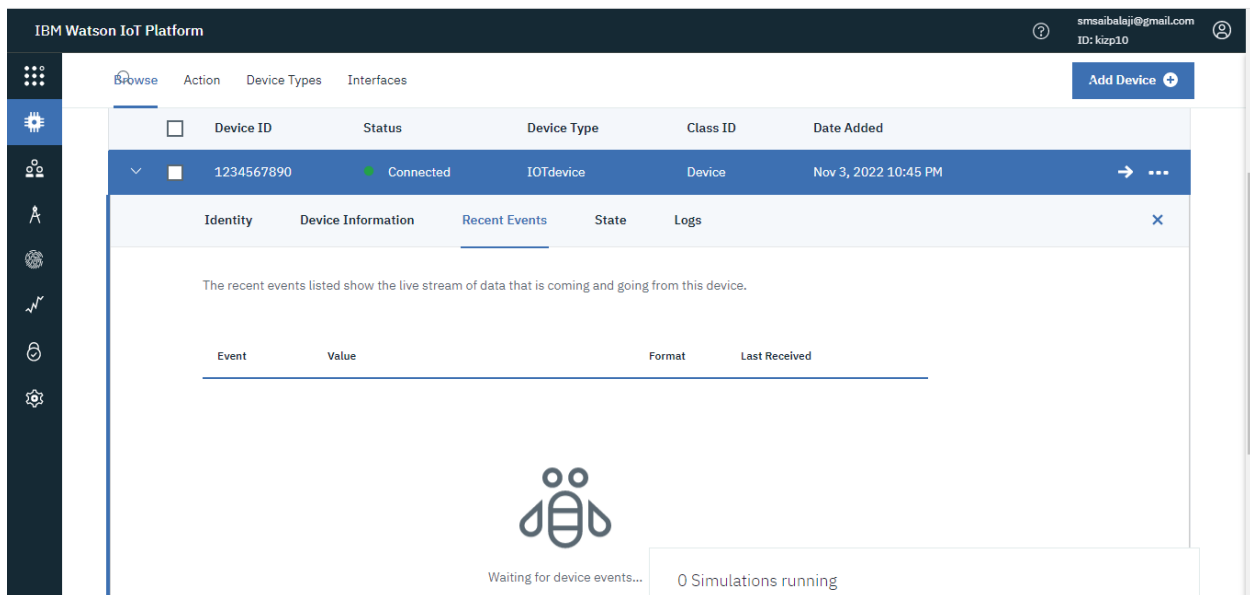 IBM Watson IoT Platform
smsaibalaji@gmail.com
ID: kizp10
Browse Action Device Types Interfaces Add Device
Device ID Status Device Type Class ID Date Added
1234567890 Connected IOTdevice Device Nov 3, 2022 10:45 PM
Identity Device Information Recent Events State Logs
The recent events listed show the live stream of data that is coming and going from this device.
Event Value Format Last Received
Waiting for device events...
0 Simulations running